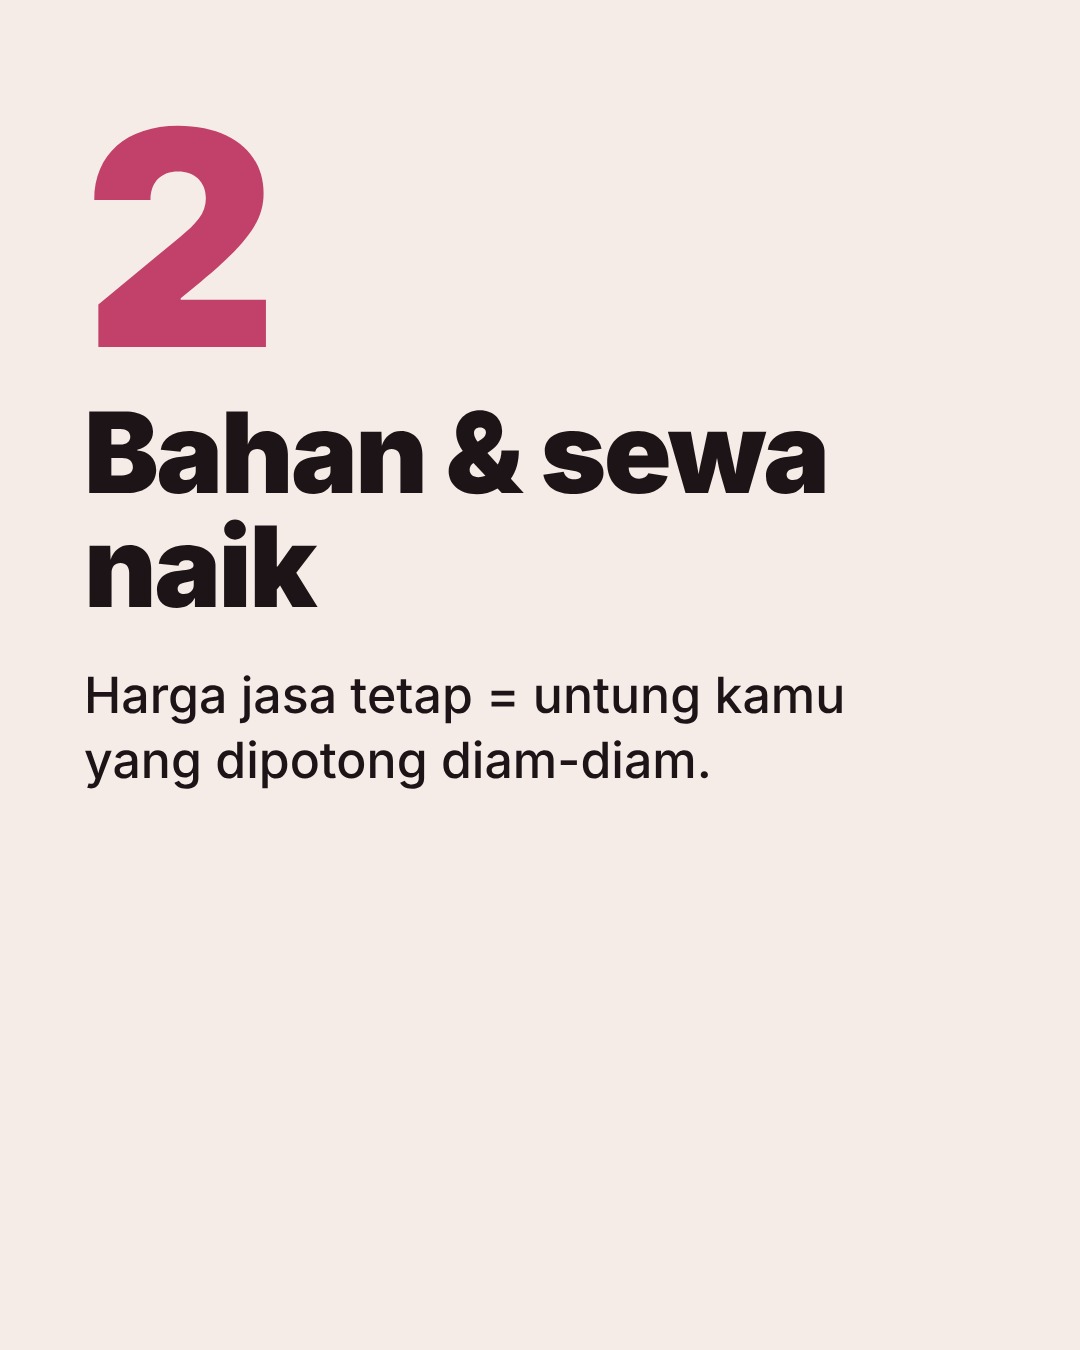 2
Bahan & sewa
naik
Harga jasa tetap = untung kamu
yang dipotong diam-diam.